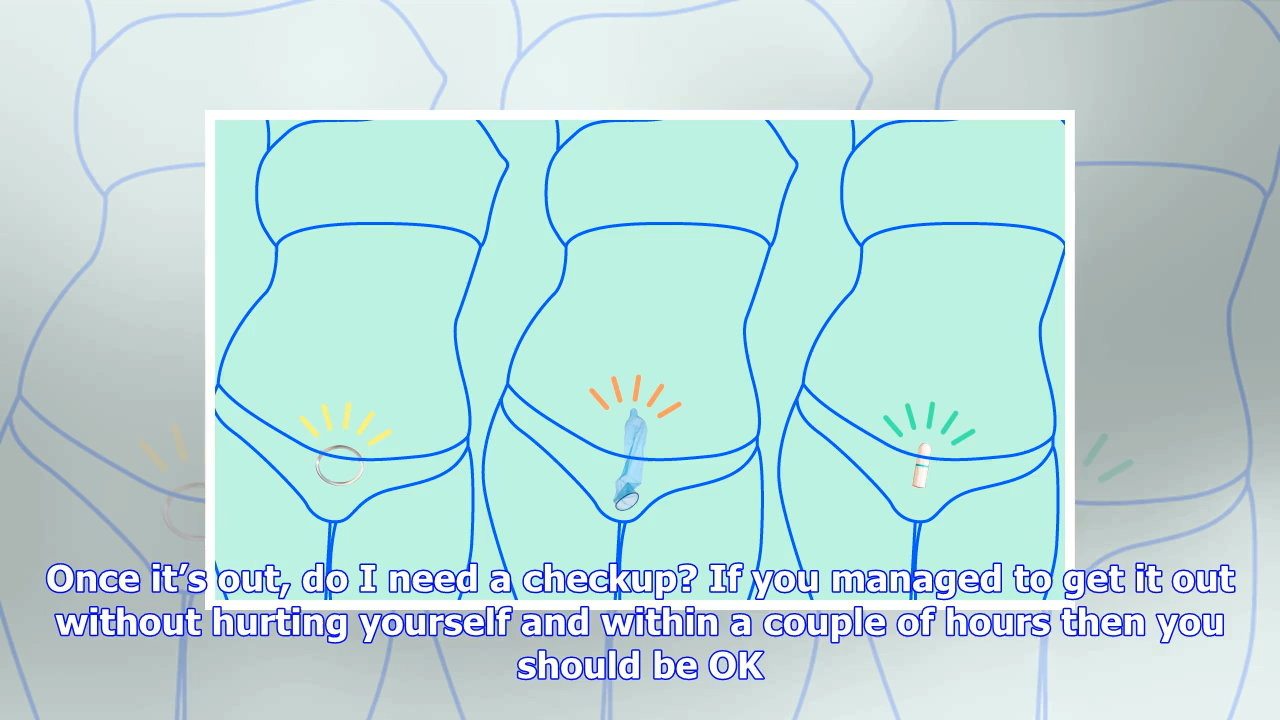 Once it’s out, do I need a checkup? If you managed to get it out
without hurting yourself and within a couple of hours then you
should be OK